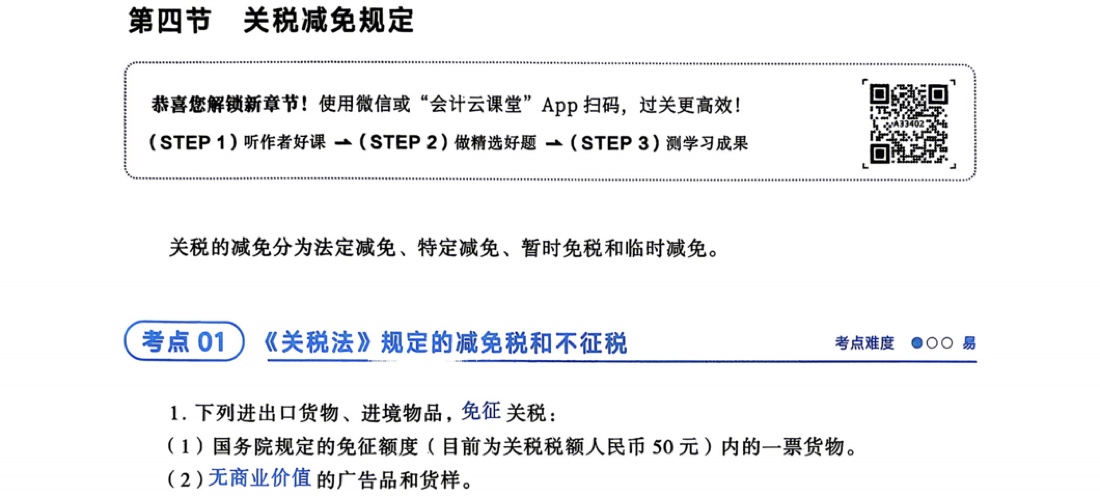 第四节 关税减免规定
恭喜您解锁新章节！使用微信或“会计云课堂”App 扫码，过关更高效！
（STEP 1）听作者好课 ⇀（STEP 2）做精选好题 ⇀（STEP 3）测学习成果
A33402
关税的减免分为法定减免、特定减免、暂时免税和临时减免。
考点 01 《关税法》规定的减免税和不征税 考点难度 ●○○ 易
1. 下列进出口货物、进境物品，免征关税：
（1）国务院规定的免征额度（目前为关税税额人民币 50 元）内的一票货物。
（2）无商业价值的广告品和货样。